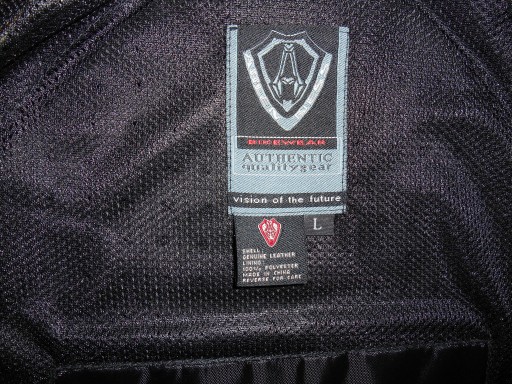 AUTHENTIC
qualitygear
vision of the future
L
SHELL:
GENUINE LEATHER
LINING:
100% POLYESTER
MADE IN CHINA
REVERSE FOR CARE